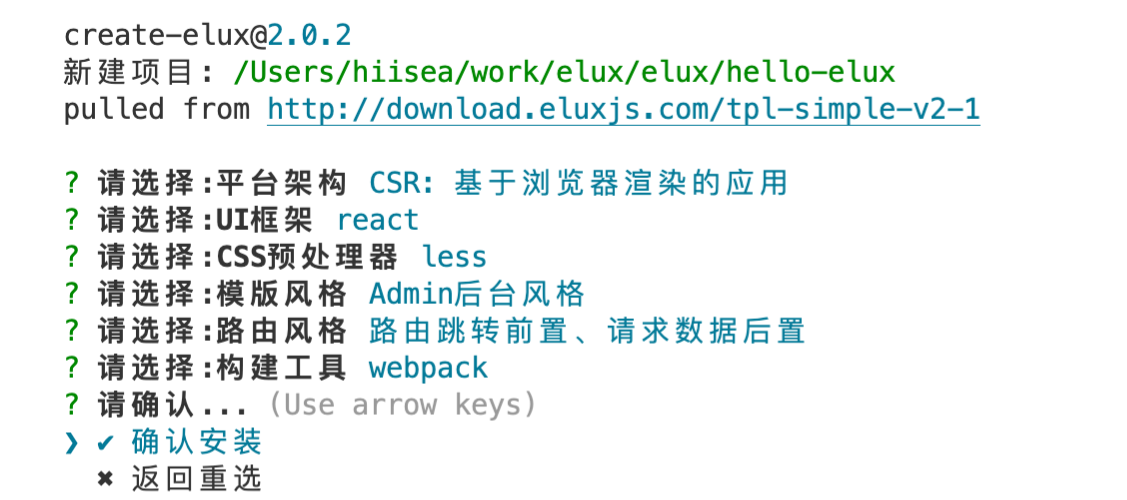 create-elux@2.0.2
新建项目: /Users/hiisea/work/elux/elux/hello-elux
pulled from http://download.eluxjs.com/tpl-simple-v2-1
? 请选择:平台架构 CSR: 基于浏览器渲染的应用
? 请选择:UI框架 react
? 请选择:CSS预处理器 less
? 请选择:模版风格 Admin后台风格
? 请选择:路由风格 路由跳转前置、请求数据后置
? 请选择:构建工具 webpack
? 请确认... (Use arrow keys)
❯ ✔ 确认安装
✖ 返回重选